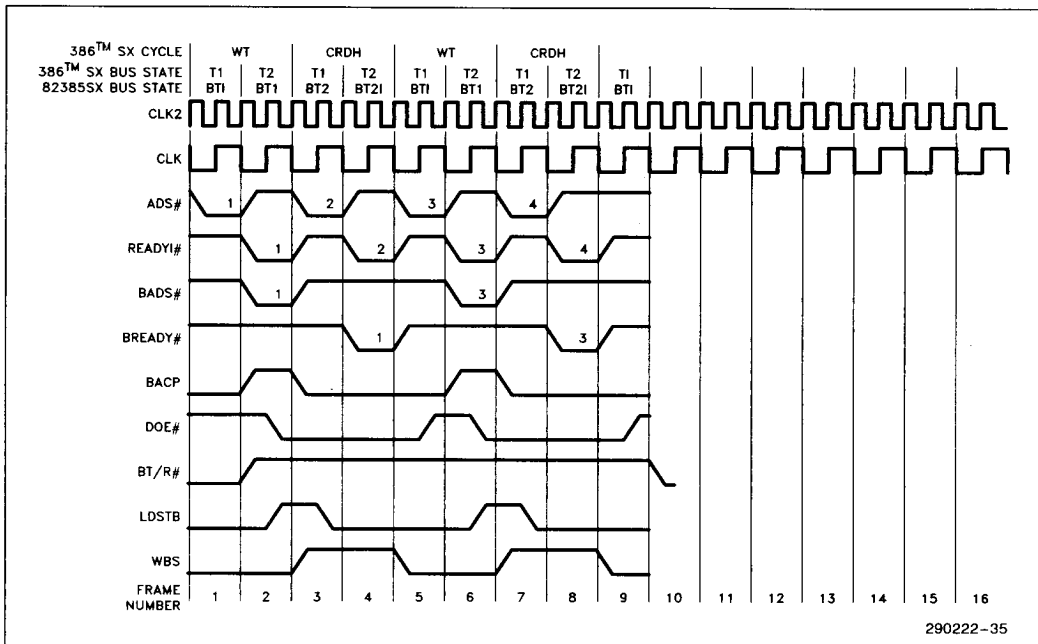 386™ SX CYCLE WT CRDH WT CRDH
386™ SX BUS STATE T1 T2 T1 T2 T1 T2 T1 T2 TI
82385SX BUS STATE BTI BT1 BT2 BT2I BTI BT1 BT2 BT2I BTI
CLK2
CLK
ADS# 1 2 3 4
READYI# 1 2 3 4
BADS# 1 3
BREADY# 1 3
BACP
DOE#
BT/R#
LDSTB
WBS
FRAME
NUMBER 1 2 3 4 5 6 7 8 9 10 11 12 13 14 15 16
290222-35